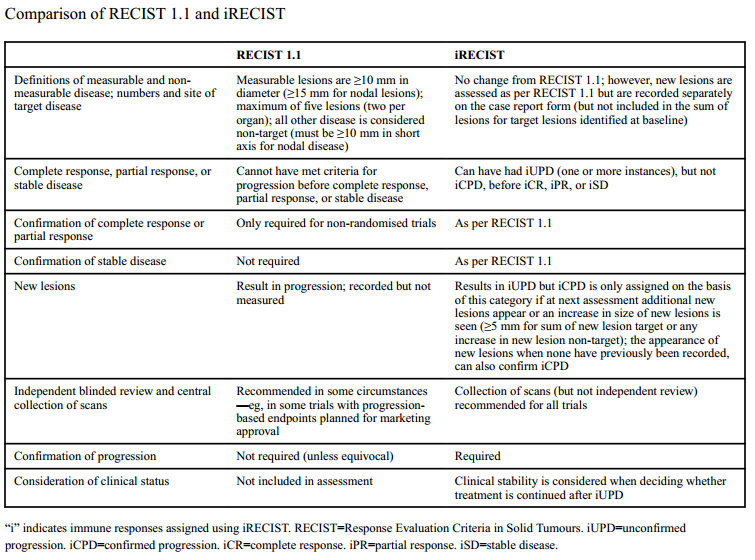 Comparison of RECIST 1.1 and iRECIST
RECIST 1.1
iRECIST
Definitions of measurable and non-
measurable disease; numbers and site of
target disease
Measurable lesions are ≥10 mm in
diameter (≥15 mm for nodal lesions);
maximum of five lesions (two per
organ); all other disease is considered
non-target (must be ≥10 mm in short
axis for nodal disease)
No change from RECIST 1.1; however, new lesions are
assessed as per RECIST 1.1 but are recorded separately
on the case report form (but not included in the sum of
lesions for target lesions identified at baseline)
Complete response, partial response, or
stable disease
Cannot have met criteria for
progression before complete response,
partial response, or stable disease
Can have had iUPD (one or more instances), but not
iCPD, before iCR, iPR, or iSD
Confirmation of complete response or
partial response
Only required for non-randomised trials
As per RECIST 1.1
Confirmation of stable disease
Not required
As per RECIST 1.1
New lesions
Result in progression; recorded but not
measured
Results in iUPD but iCPD is only assigned on the basis
of this category if at next assessment additional new
lesions appear or an increase in size of new lesions is
seen (≥5 mm for sum of new lesion target or any
increase in new lesion non-target); the appearance of
new lesions when none have previously been recorded,
can also confirm iCPD
Independent blinded review and central
collection of scans
Recommended in some circumstances
—eg, in some trials with progression-
based endpoints planned for marketing
approval
Collection of scans (but not independent review)
recommended for all trials
Confirmation of progression
Not required (unless equivocal)
Required
Consideration of clinical status
Not included in assessment
Clinical stability is considered when deciding whether
treatment is continued after iUPD
“i” indicates immune responses assigned using iRECIST. RECIST=Response Evaluation Criteria in Solid Tumours. iUPD=unconfirmed
progression. iCPD=confirmed progression. iCR=complete response. iPR=partial response. iSD=stable disease.